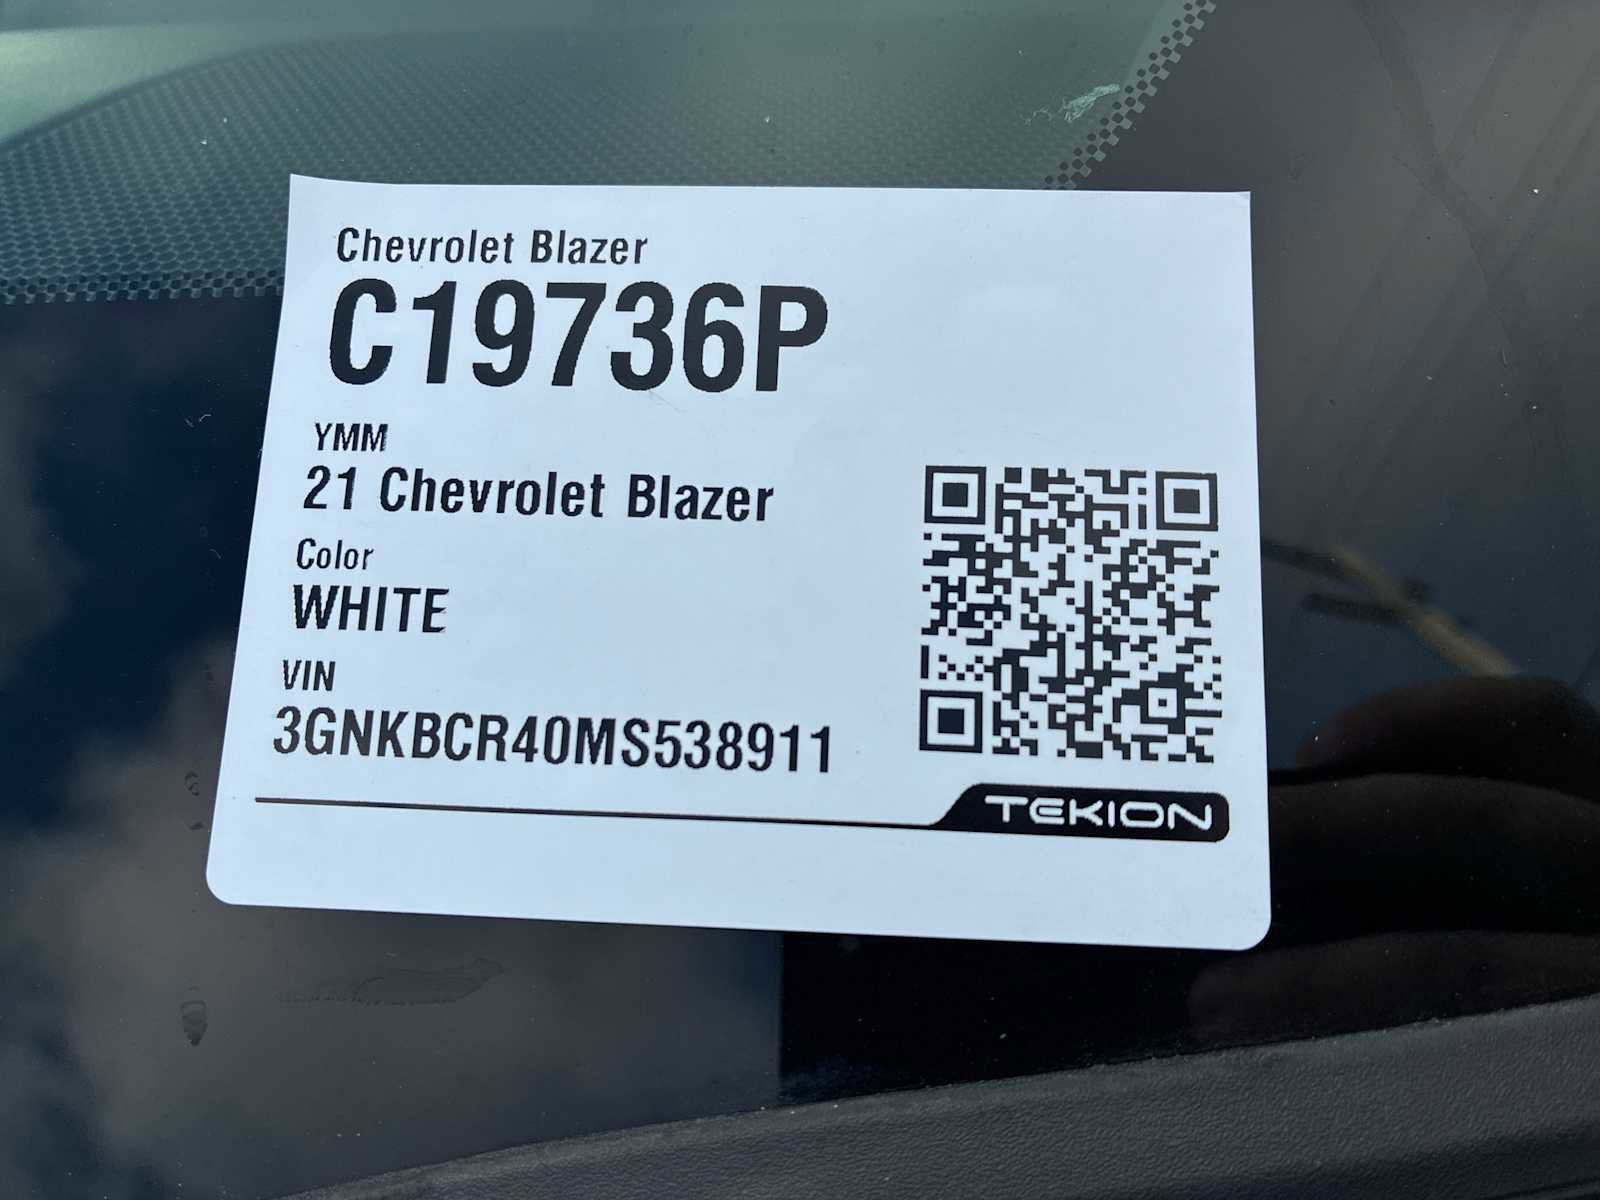 Chevrolet Blazer
C19736P
YMM
21 Chevrolet Blazer
Color
WHITE
VIN
3GNKBCR40MS538911
TEKION